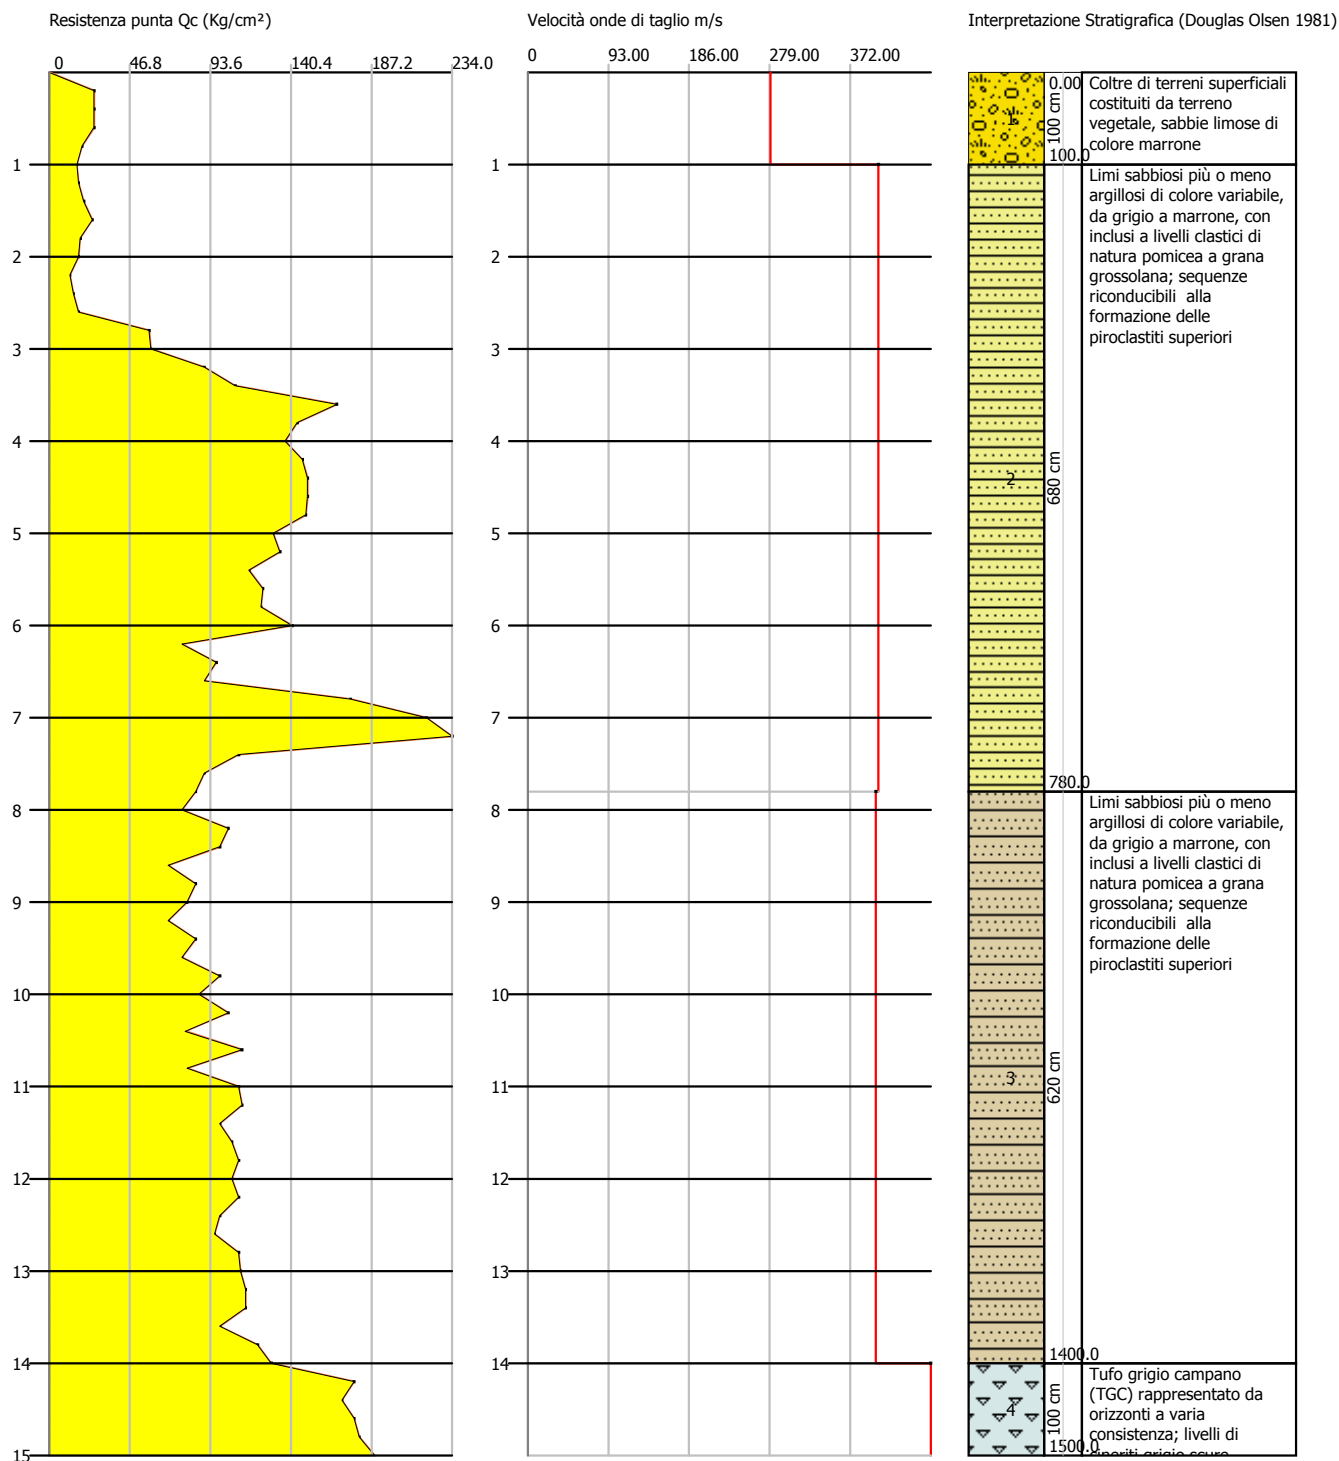 Resistenza punta Qc (Kg/cm²)
0 46.8 93.6 140.4 187.2 234.0
1
2
3
4
5
6
7
8
9
10
11
12
13
14
15
Velocità onde di taglio m/s
0 93.00 186.00 279.00 372.00
1
2
3
4
5
6
7
8
9
10
11
12
13
14
Interpretazione Stratigrafica (Douglas Olsen 1981)
1
0.00
100 cm
100.0
Coltre di terreni superficiali
costituiti da terreno
vegetale, sabbie limose di
colore marrone
2
680 cm
780.0
Limi sabbiosi più o meno
argillosi di colore variabile,
da grigio a marrone, con
inclusi a livelli clastici di
natura pomicea a grana
grossolana; sequenze
riconducibili alla
formazione delle
piroclastiti superiori
3
620 cm
1400.0
Limi sabbiosi più o meno
argillosi di colore variabile,
da grigio a marrone, con
inclusi a livelli clastici di
natura pomicea a grana
grossolana; sequenze
riconducibili alla
formazione delle
piroclastiti superiori
4
100 cm
1500.0
Tufo grigio campano
(TGC) rappresentato da
orizzonti a varia
consistenza; livelli di